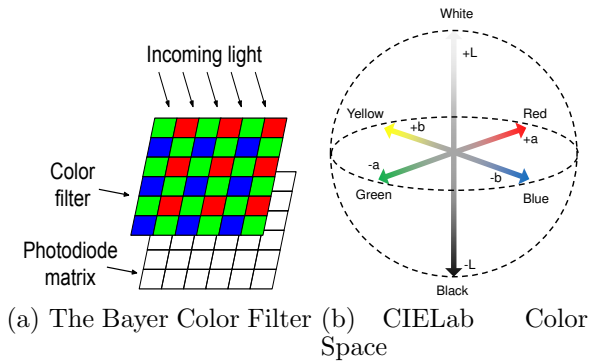 Incoming light
Color
filter
Photodiode
matrix
(a) The Bayer Color Filter
White
+L
Yellow
+b
Red
+a
-a
Green
-b
Blue
-L
Black
(b) CIELab Color
Space